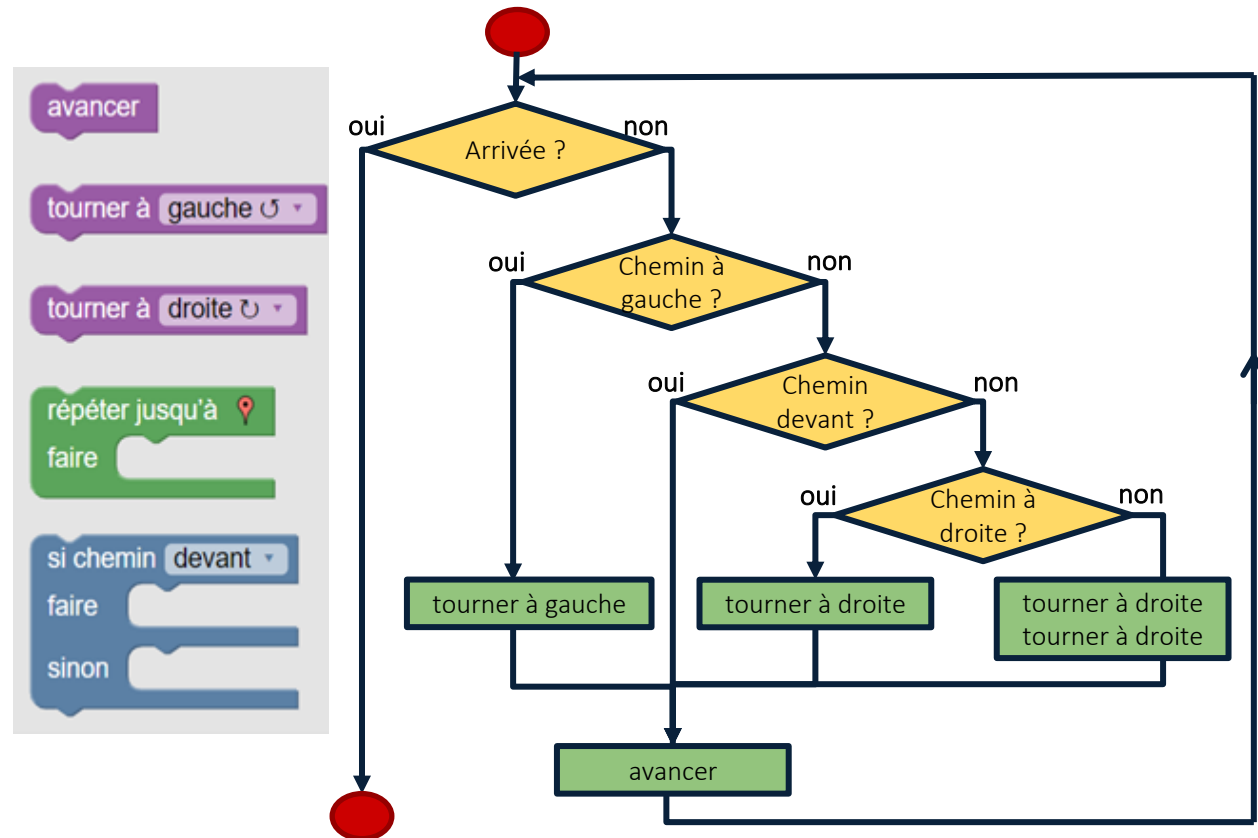 avancer
tourner à gauche ↺
tourner à droite ↻
répéter jusqu'à
faire
si chemin devant
faire
sinon
oui
non
Arrivée ?
oui
non
Chemin à
gauche ?
oui
non
Chemin
devant ?
oui
non
Chemin à
droite ?
tourner à gauche
tourner à droite
tourner à droite
tourner à droite
avancer